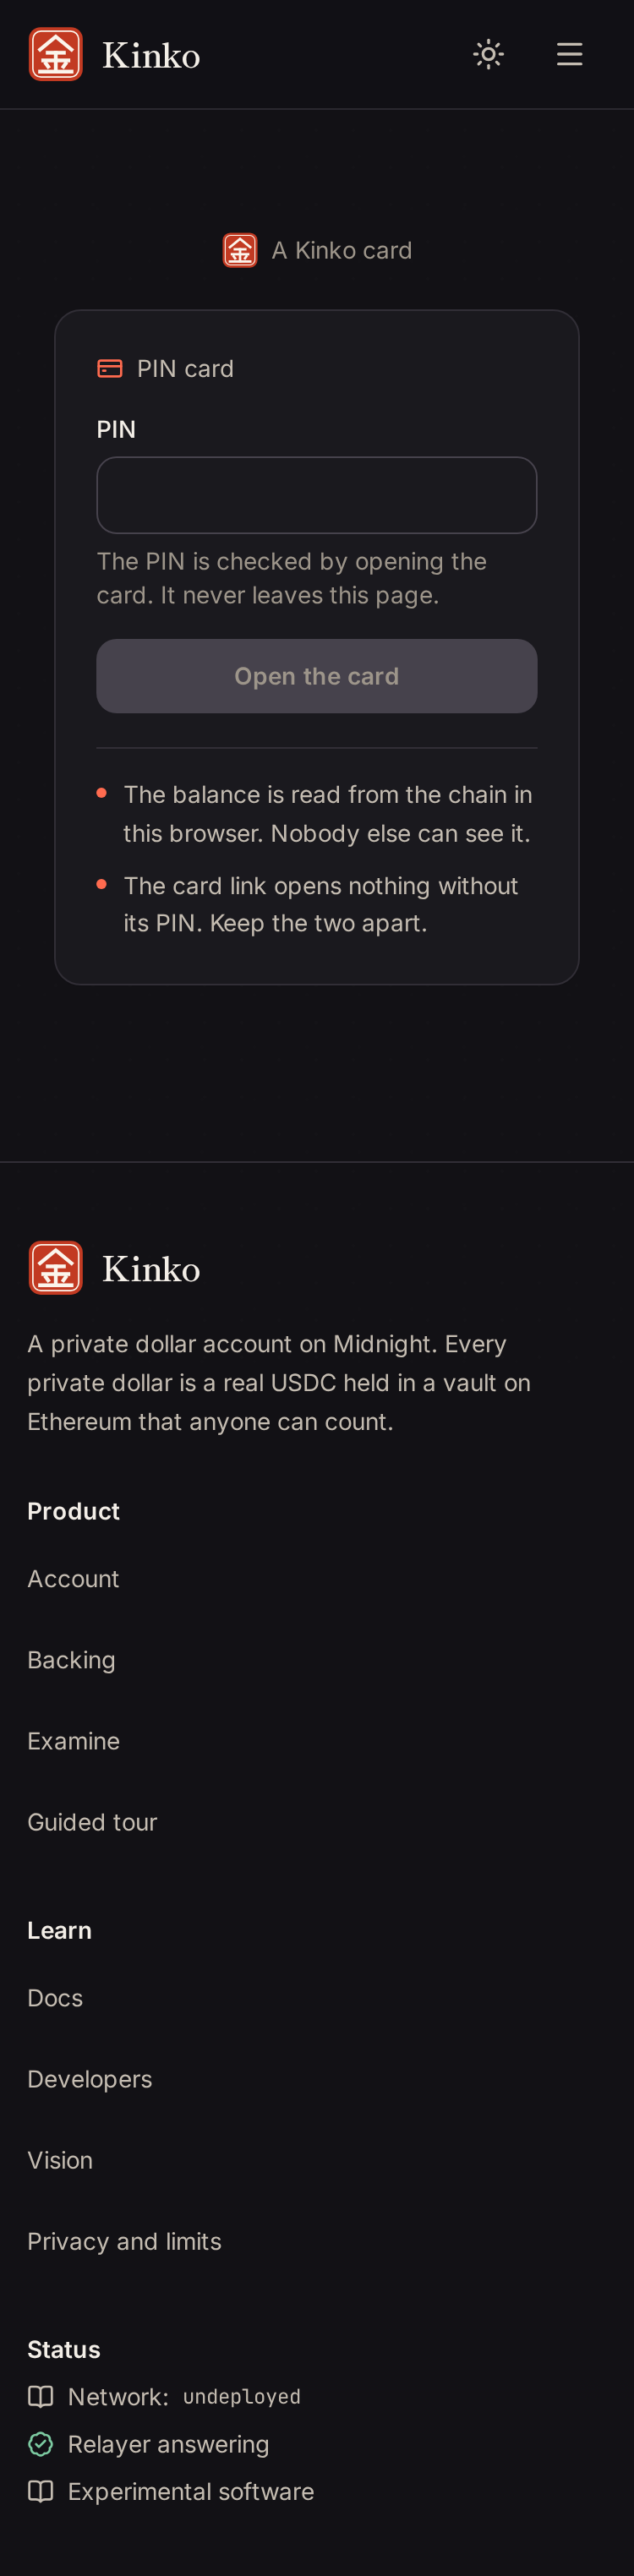 金 Kinko
金 A Kinko card
PIN card
PIN
The PIN is checked by opening the
card. It never leaves this page.
Open the card
The balance is read from the chain in
this browser. Nobody else can see it.
The card link opens nothing without
its PIN. Keep the two apart.
金 Kinko
A private dollar account on Midnight. Every
private dollar is a real USDC held in a vault on
Ethereum that anyone can count.
Product
Account
Backing
Examine
Guided tour
Learn
Docs
Developers
Vision
Privacy and limits
Status
Network: undeployed
Relayer answering
Experimental software